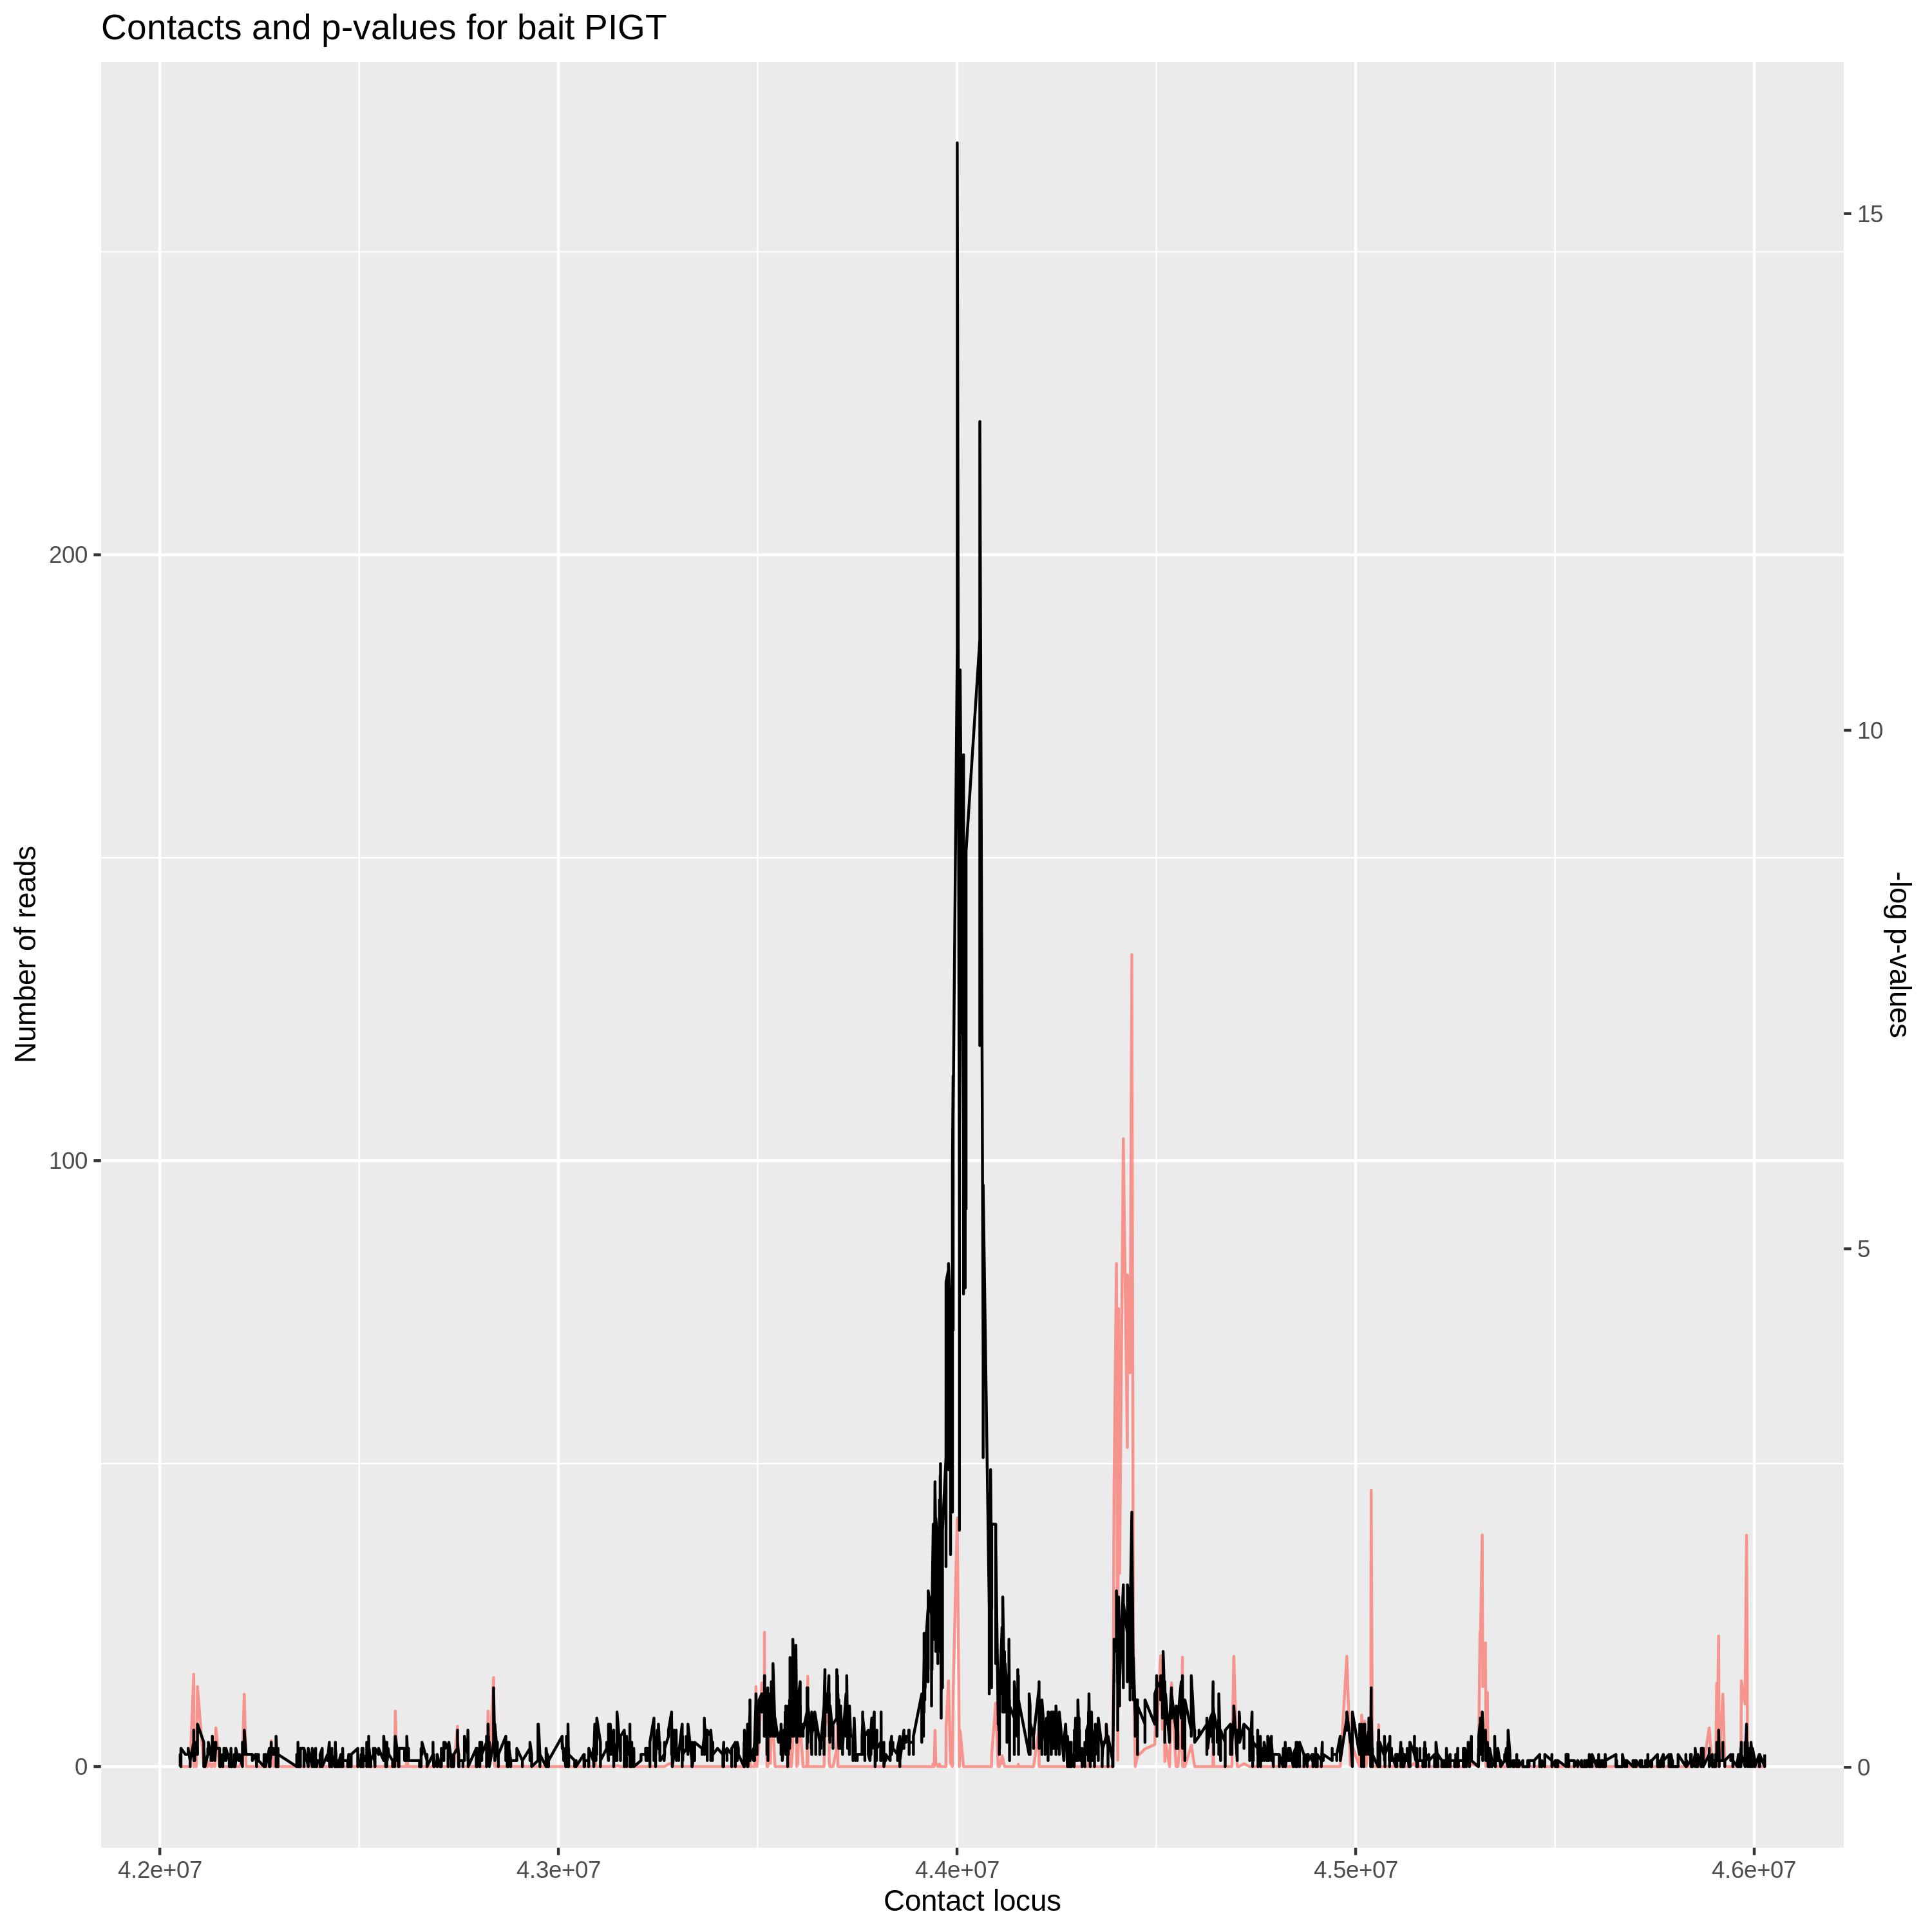 Contacts and p-values for bait PIGT
Number of reads
200
100
0
15
10
5
0
-log p-values
4.2e+07 4.3e+07 4.4e+07 4.5e+07 4.6e+07
Contact locus